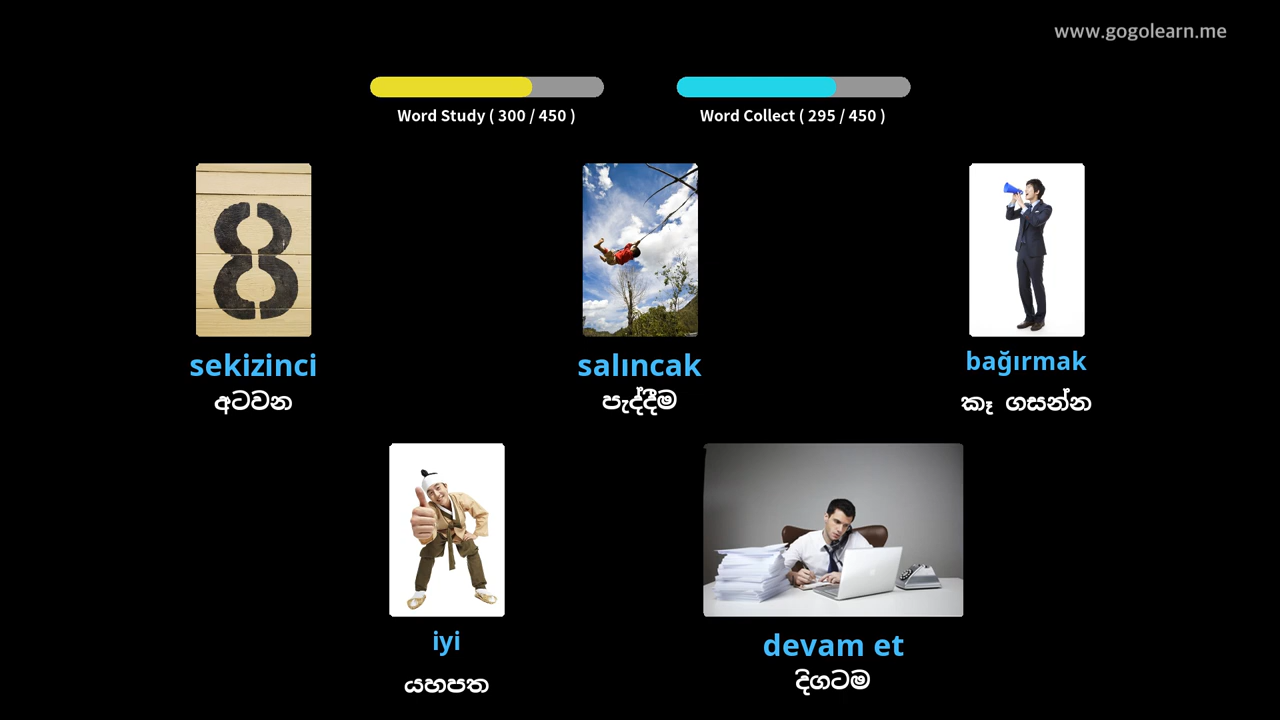 www.gogolearn.me
Word Study ( 300 / 450 )
Word Collect ( 295 / 450 )
8
sekizinci
අටවන
salıncak
පැද්දීම
bağırmak
කෑ ගසන්න
iyi
යහපත
devam et
දිගටම